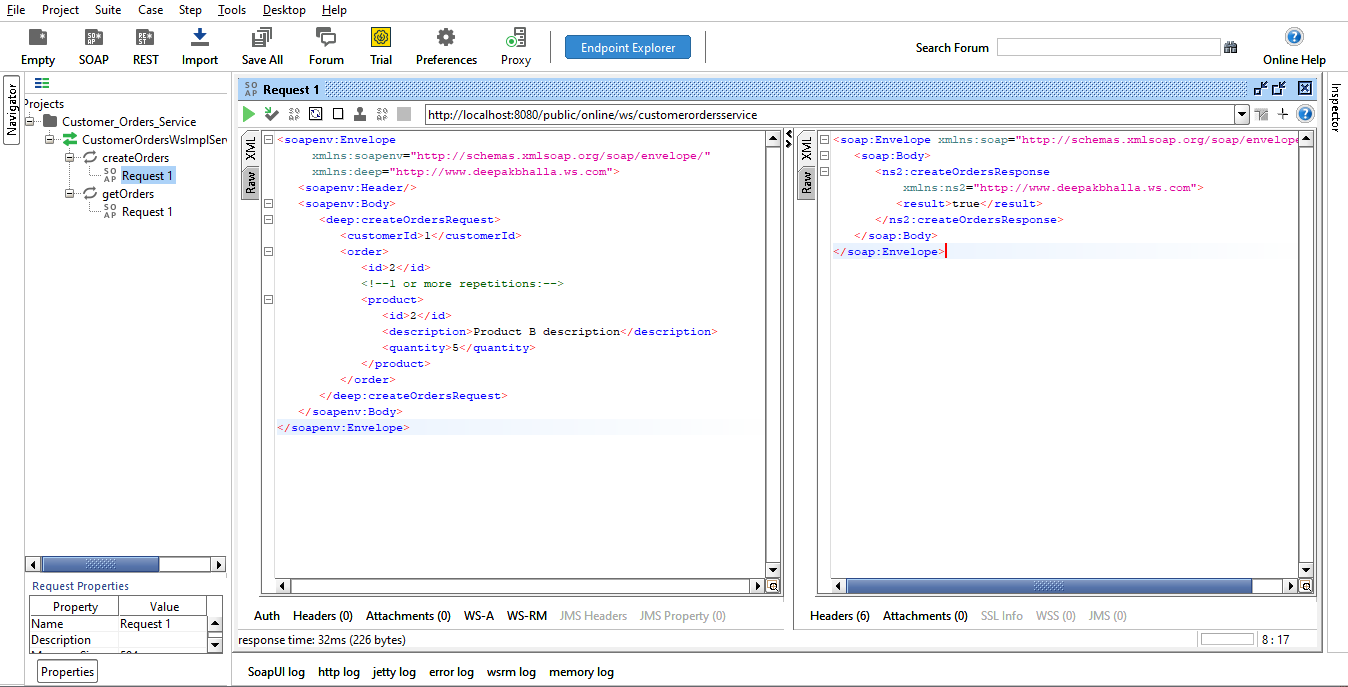 File Project Suite Case Step Tools Desktop Help
Empty SOAP REST Import Save All Forum Trial Preferences Proxy Endpoint Explorer Search Forum Online Help
Navigator
Projects
Customer_Orders_Service
CustomerOrdersWsImplServ
createOrders
Request 1
getOrders
Request 1
Request Properties
Property Value
Name Request 1
Description
Properties
Request 1
http://localhost:8080/public/online/ws/customerordersservice
XML
Raw
<soapenv:Envelope
xmlns:soapenv="http://schemas.xmlsoap.org/soap/envelope/"
xmlns:deep="http://www.deepakbhalla.ws.com">
<soapenv:Header/>
<soapenv:Body>
<deep:createOrdersRequest>
<customerId>1</customerId>
<order>
<id>2</id>
<!--1 or more repetitions:-->
<product>
<id>2</id>
<description>Product B description</description>
<quantity>5</quantity>
</product>
</order>
</deep:createOrdersRequest>
</soapenv:Body>
</soapenv:Envelope>
XML
Raw
<soap:Envelope xmlns:soap="http://schemas.xmlsoap.org/soap/envelope
<soap:Body>
<ns2:createOrdersResponse
xmlns:ns2="http://www.deepakbhalla.ws.com">
<result>true</result>
</ns2:createOrdersResponse>
</soap:Body>
</soap:Envelope>
Auth Headers (0) Attachments (0) WS-A WS-RM JMS Headers JMS Property (0)
Headers (6) Attachments (0) SSL Info WSS (0) JMS (0)
response time: 32ms (226 bytes)
8 : 17
SoapUI log http log jetty log error log wsrm log memory log
Inspector